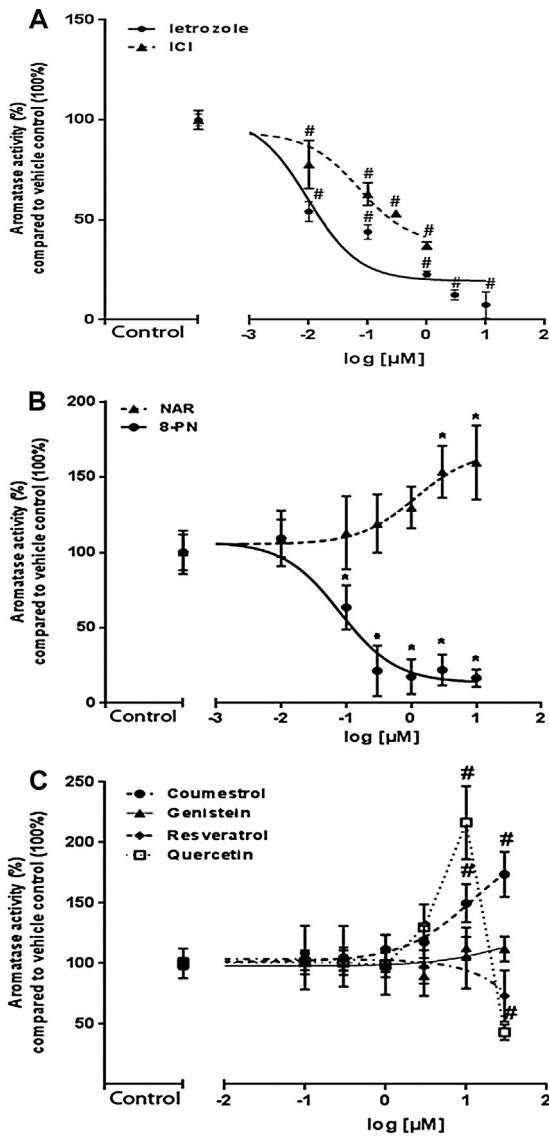 A
letrozole
ICI
Aromatase activity (%)
compared to vehicle control (100%)
150
100
50
0
# # # # # # # #
Control
-3 -2 -1 0 1 2
log [µM]
B
NAR
8-PN
Aromatase activity (%)
compared to vehicle control (100%)
200
150
100
50
0
* * * * * * *
Control
-3 -2 -1 0 1 2
log [µM]
C
Coumestrol
Genistein
Resveratrol
Quercetin
Aromatase activity (%)
compared to vehicle control (100%)
250
200
150
100
50
# # # #
Control
-2 -1 0 1 2
log [µM]